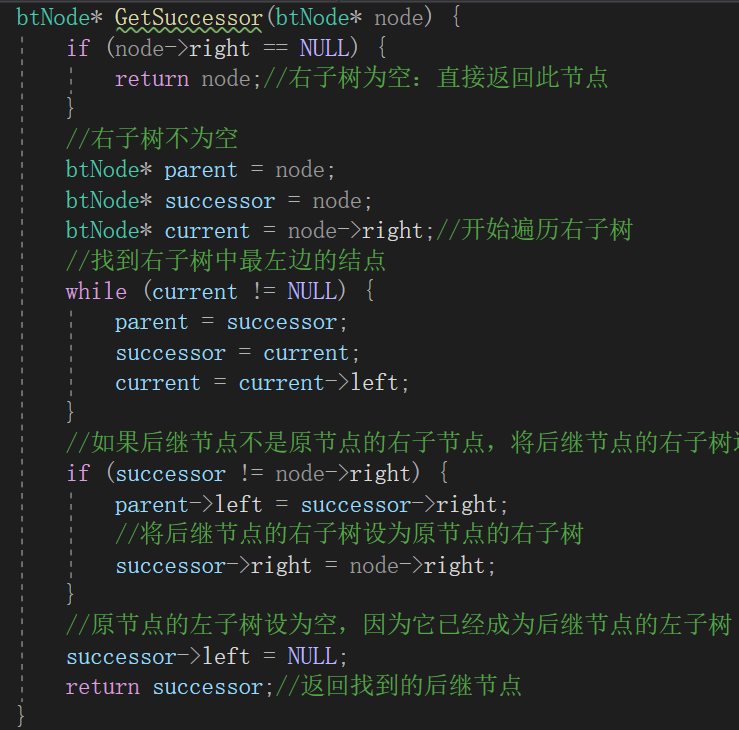 btNode* GetSuccessor(btNode* node) {
if (node->right == NULL) {
return node;//右子树为空：直接返回此节点
}
//右子树不为空
btNode* parent = node;
btNode* successor = node;
btNode* current = node->right;//开始遍历右子树
//找到右子树中最左边的结点
while (current != NULL) {
parent = successor;
successor = current;
current = current->left;
}
//如果后继节点不是原节点的右子节点，将后继节点的右子树
if (successor != node->right) {
parent->left = successor->right;
//将后继节点的右子树设为原节点的右子树
successor->right = node->right;
}
//原节点的左子树设为空，因为它已经成为后继节点的左子树
successor->left = NULL;
return successor;//返回找到的后继节点
}